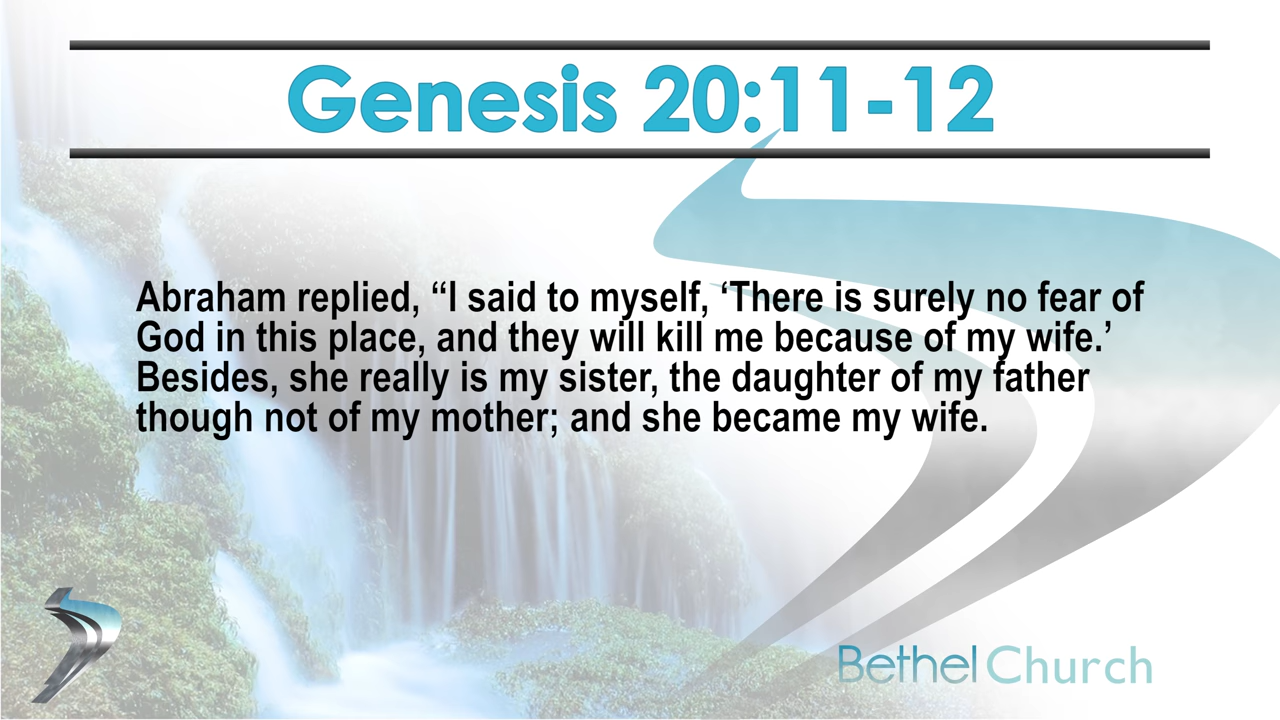 Genesis 20:11-12
Abraham replied, “I said to myself, ‘There is surely no fear of
God in this place, and they will kill me because of my wife.’
Besides, she really is my sister, the daughter of my father
though not of my mother; and she became my wife.
Bethel Church